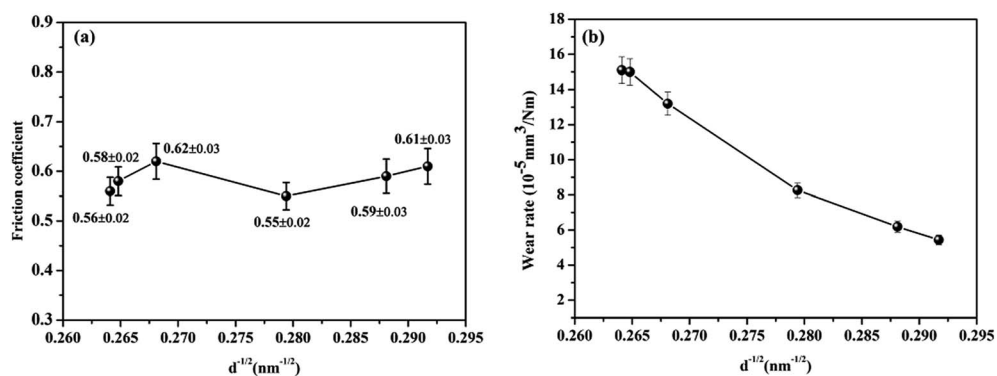 (a)
0.9
0.8
0.7
0.6
0.5
0.4
0.3
Friction coefficient
0.58±0.02
0.62±0.03
0.61±0.03
0.56±0.02
0.55±0.02
0.59±0.03
0.260 0.265 0.270 0.275 0.280 0.285 0.290 0.295
d^-1/2(nm^-1/2)
(b)
18
16
14
12
10
8
6
4
2
Wear rate (10^-5 mm^3/Nm)
0.260 0.265 0.270 0.275 0.280 0.285 0.290 0.295
d^-1/2(nm^-1/2)